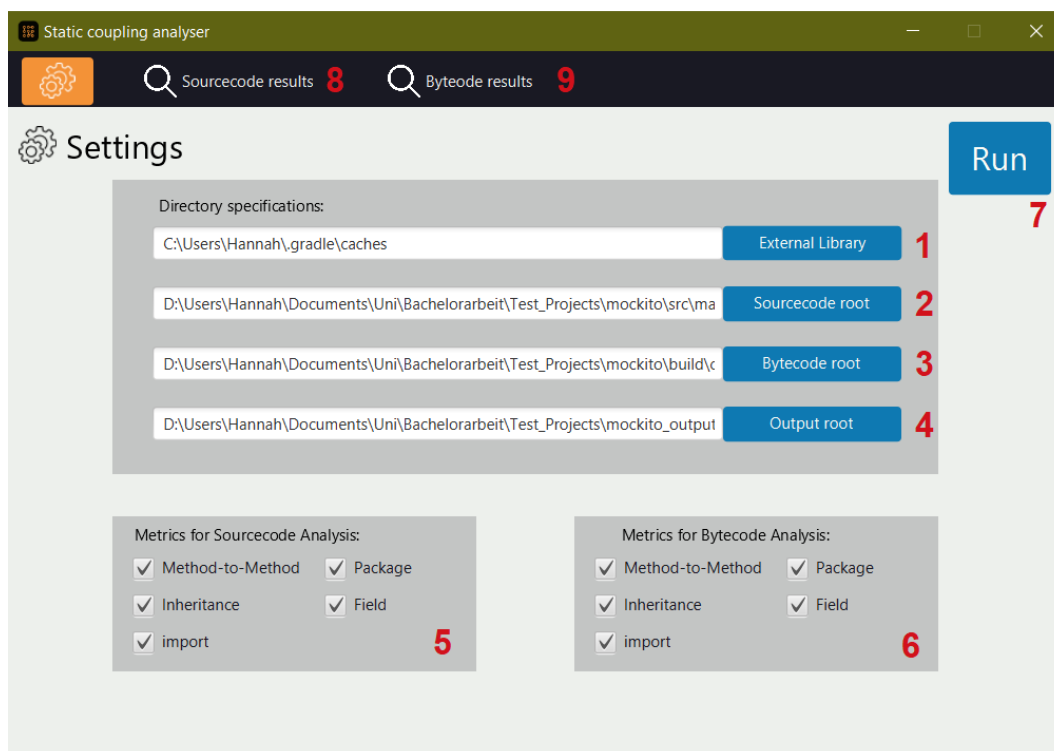 Static coupling analyser
Sourcecode results 8 Byteode results 9
Settings
Run
7
Directory specifications:
C:\Users\Hannah\.gradle\caches External Library 1
D:\Users\Hannah\Documents\Uni\Bachelorarbeit\Test_Projects\mockito\src\ma Sourcecode root 2
D:\Users\Hannah\Documents\Uni\Bachelorarbeit\Test_Projects\mockito\build\c Bytecode root 3
D:\Users\Hannah\Documents\Uni\Bachelorarbeit\Test_Projects\mockito_output Output root 4
Metrics for Sourcecode Analysis:
Method-to-Method Package
Inheritance Field
import 5
Metrics for Bytecode Analysis:
Method-to-Method Package
Inheritance Field
import 6